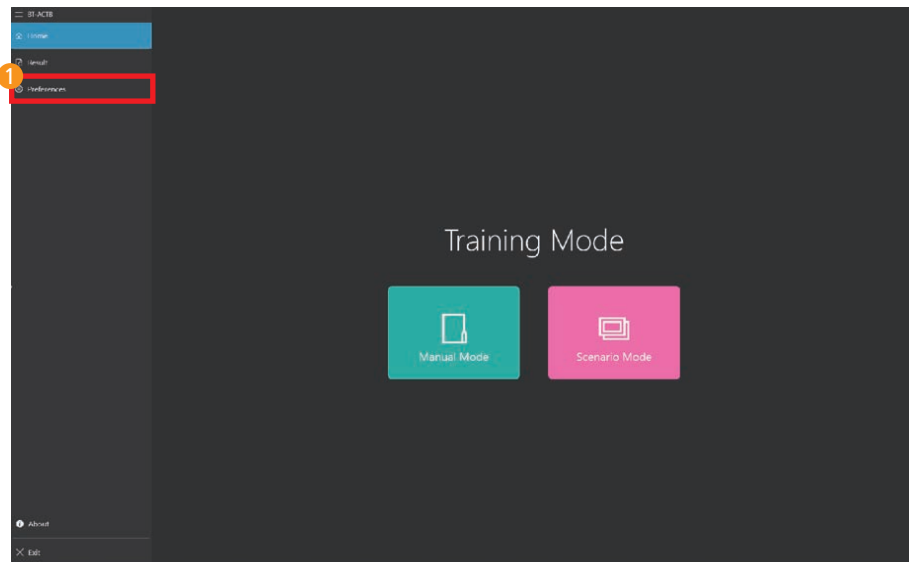 BT-ACTB
Home
Result
1
Preferences
Training Mode
Manual Mode
Scenario Mode
About
Exit